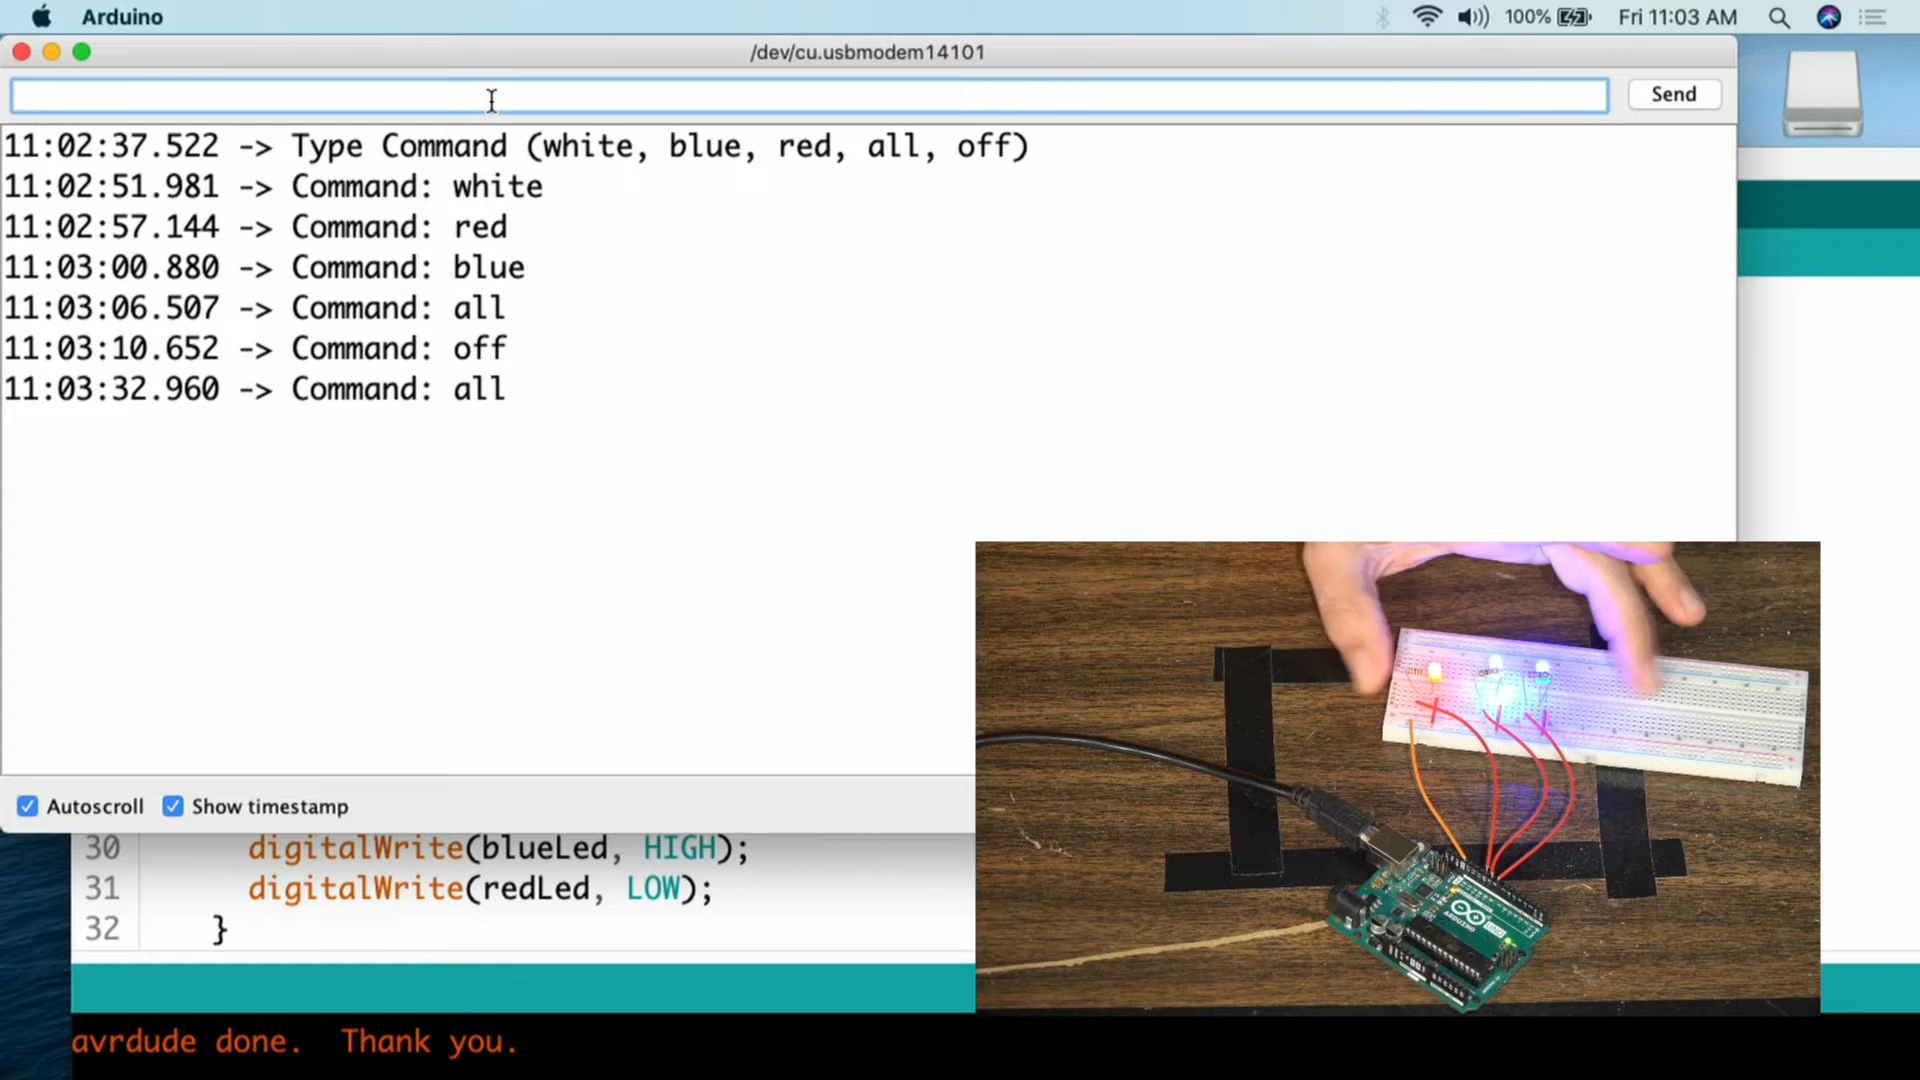 Arduino
100%
Fri 11:03 AM
/dev/cu.usbmodem14101
Send
11:02:37.522 -> Type Command (white, blue, red, all, off)
11:02:51.981 -> Command: white
11:02:57.144 -> Command: red
11:03:00.880 -> Command: blue
11:03:06.507 -> Command: all
11:03:10.652 -> Command: off
11:03:32.960 -> Command: all
Autoscroll
Show timestamp
30 digitalWrite(blueLed, HIGH);
31 digitalWrite(redLed, LOW);
32 }
ARDUINO
UNO
avrdude done.  Thank you.